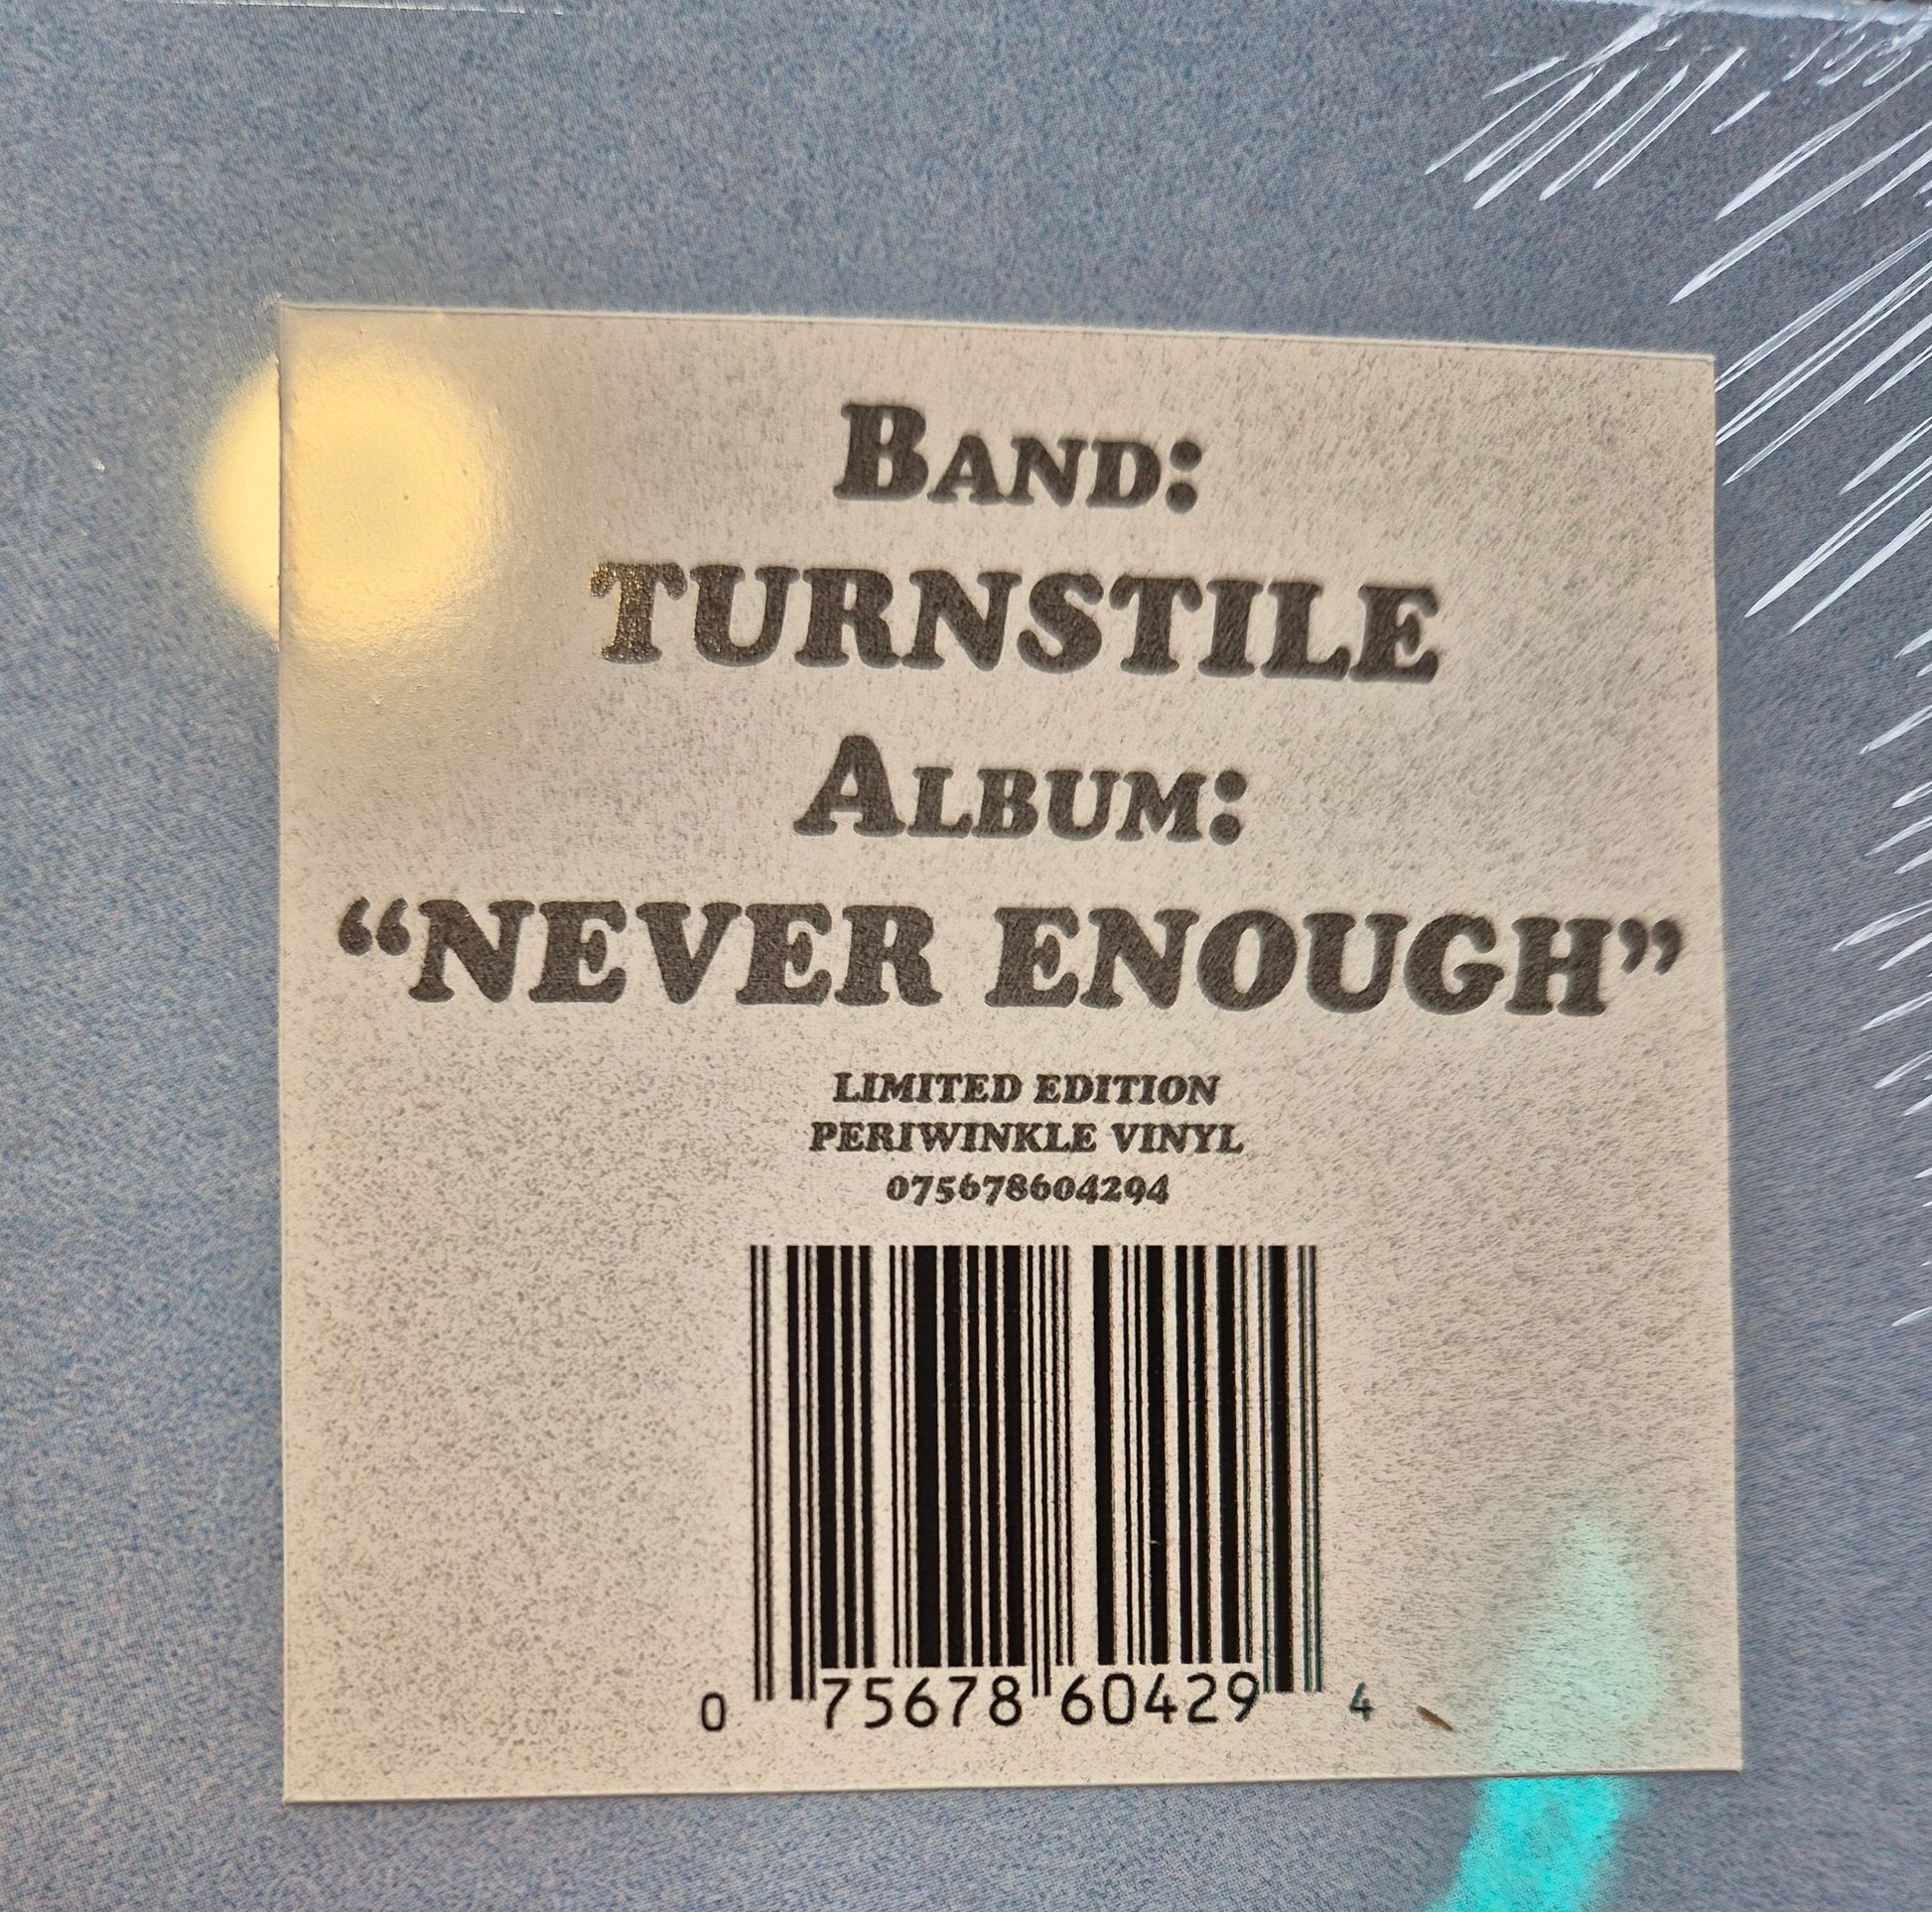 BAND:
TURNSTILE
ALBUM:
“NEVER ENOUGH”
LIMITED EDITION
PERIWINKLE VINYL
075678604294
0 75678 60429 4